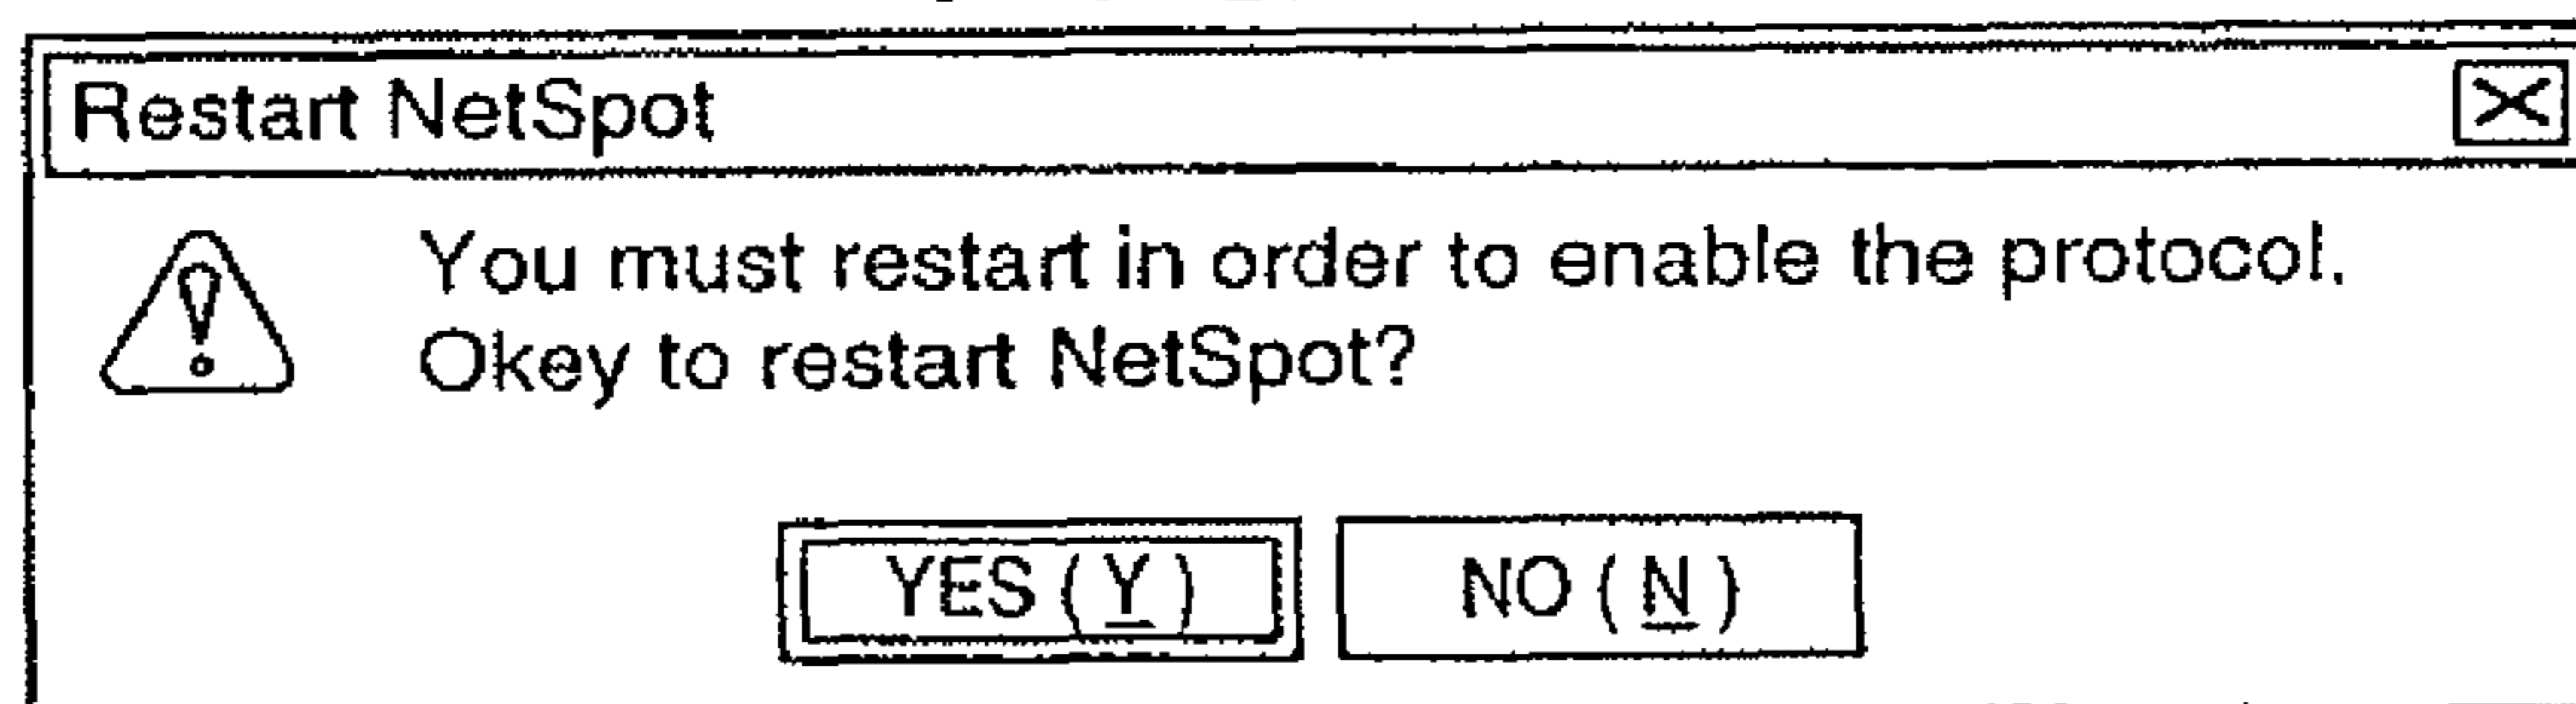 Restart NetSpot
You must restart in order to enable the protocol.
Okey to restart NetSpot?
YES (Y) NO (N)